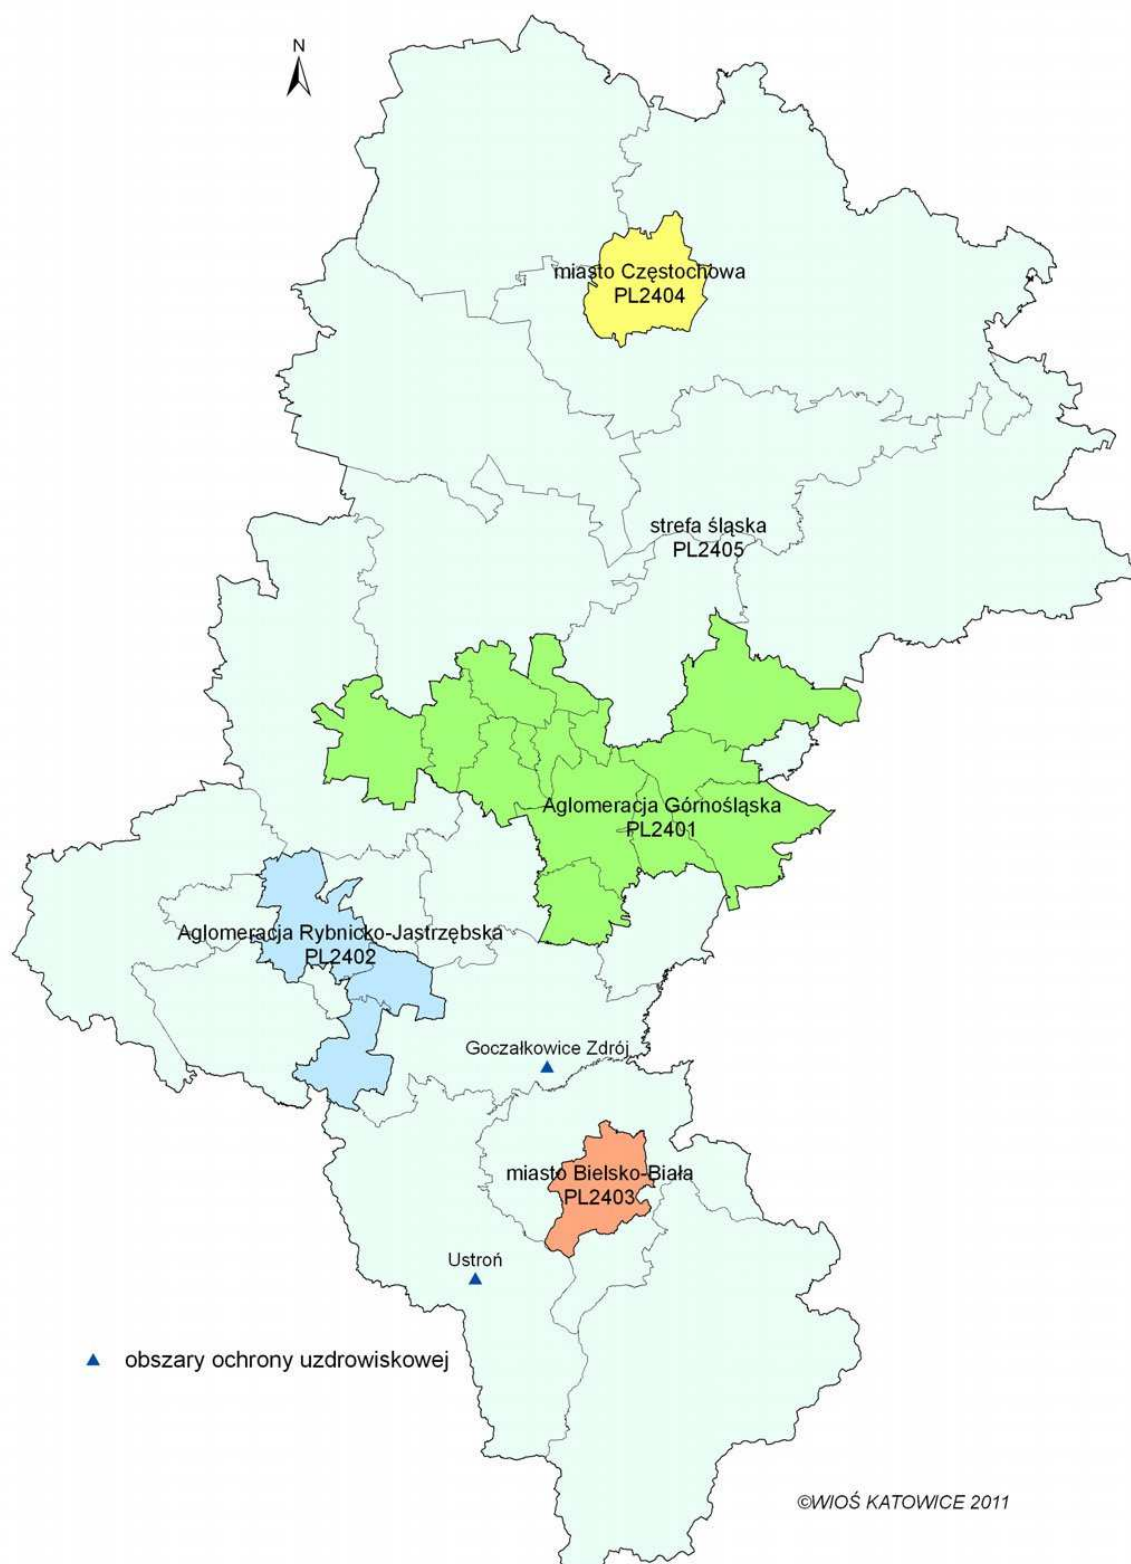 N
miasto Częstochowa
PL2404
strefa śląska
PL2405
Aglomeracja Górnośląska
PL2401
Aglomeracja Rybnicko-Jastrzębska
PL2402
Goczałkowice Zdrój
miasto Bielsko-Biała
PL2403
Ustroń
obszary ochrony uzdrowiskowej
©WIOŚ KATOWICE 2011